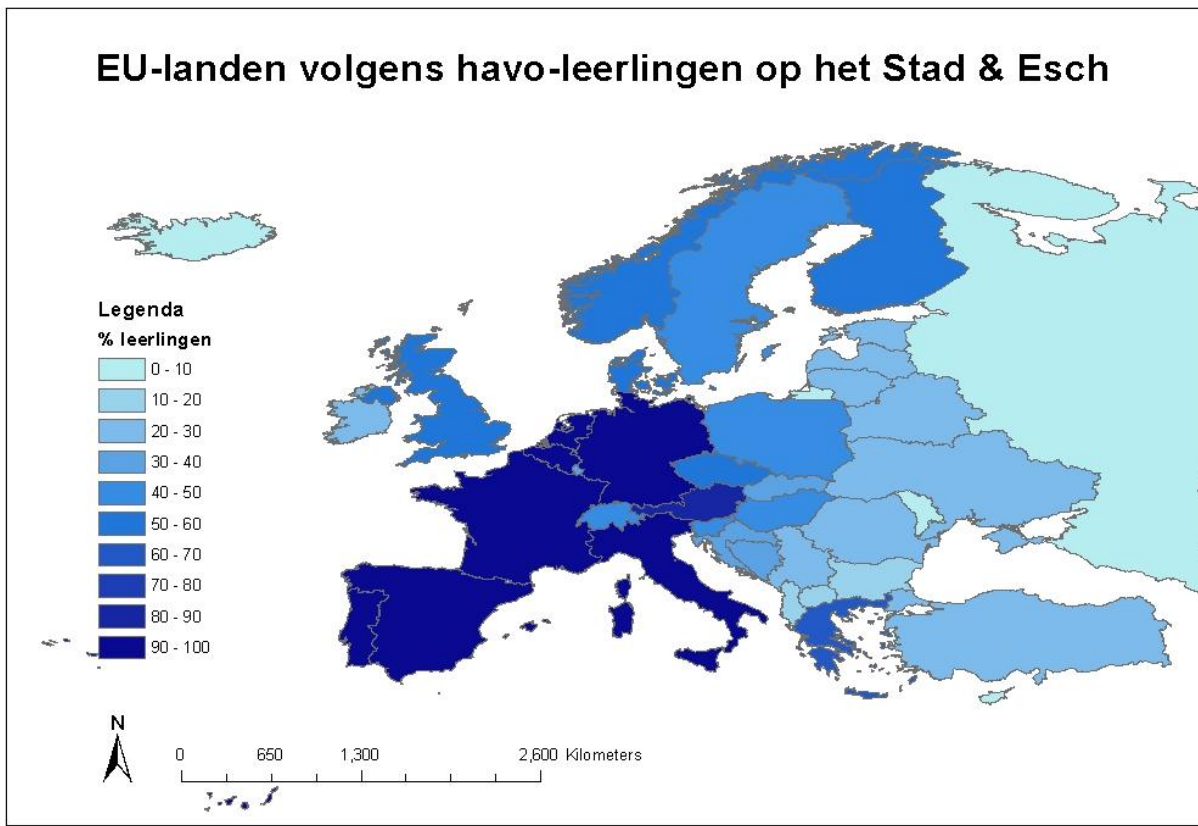 EU-landen volgens havo-leerlingen op het Stad & Esch
Legenda
% leerlingen
0 - 10
10 - 20
20 - 30
30 - 40
40 - 50
50 - 60
60 - 70
70 - 80
80 - 90
90 - 100
N
0 650 1,300 2,600 Kilometers